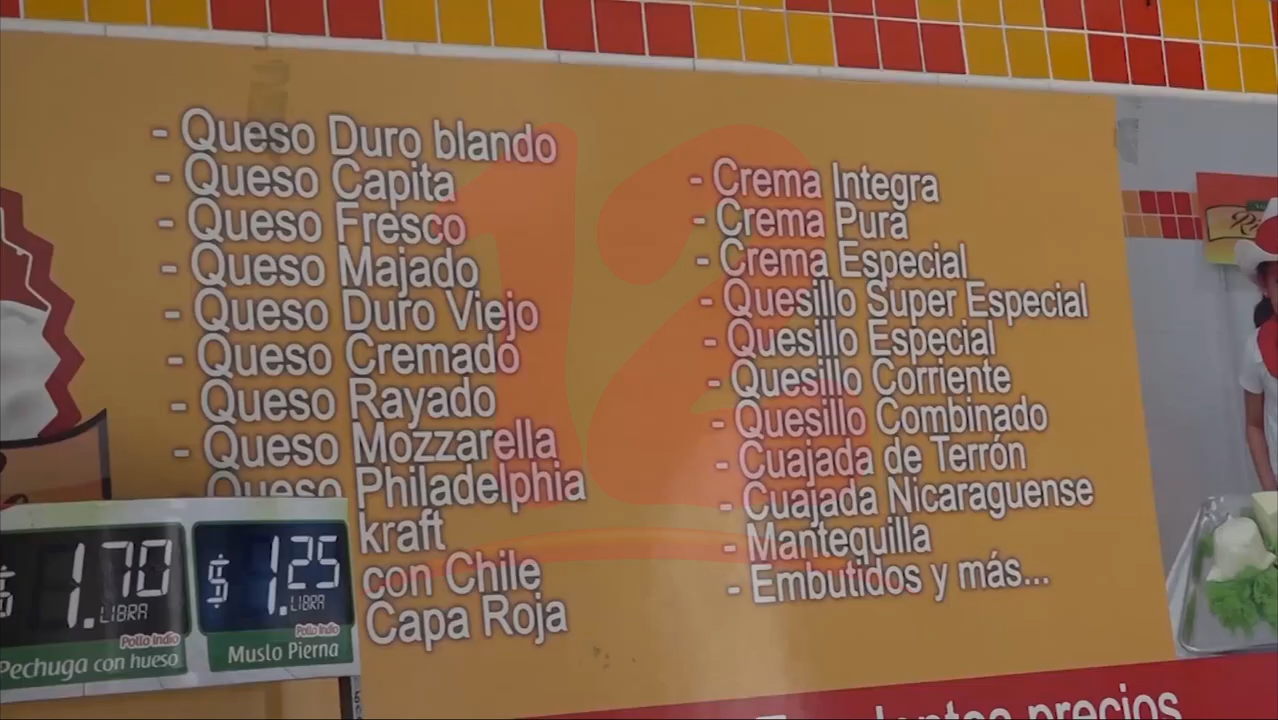 - Queso Duro blando
- Queso Capita
- Queso Fresco
- Queso Majado
- Queso Duro Viejo
- Queso Cremado
- Queso Rayado
- Queso Mozzarella
Queso Philadelphia
kraft
con Chile
Capa Roja
- Crema Integra
- Crema Pura
- Crema Especial
- Quesillo Super Especial
- Quesillo Especial
- Quesillo Corriente
- Quesillo Combinado
- Cuajada de Terrón
- Cuajada Nicaraguense
- Mantequilla
- Embutidos y más...
12
$ 1.70
LIBRA
Pollo Indio
Pechuga con hueso
$ 1.25
LIBRA
Pollo Indio
Muslo Pierna
precios